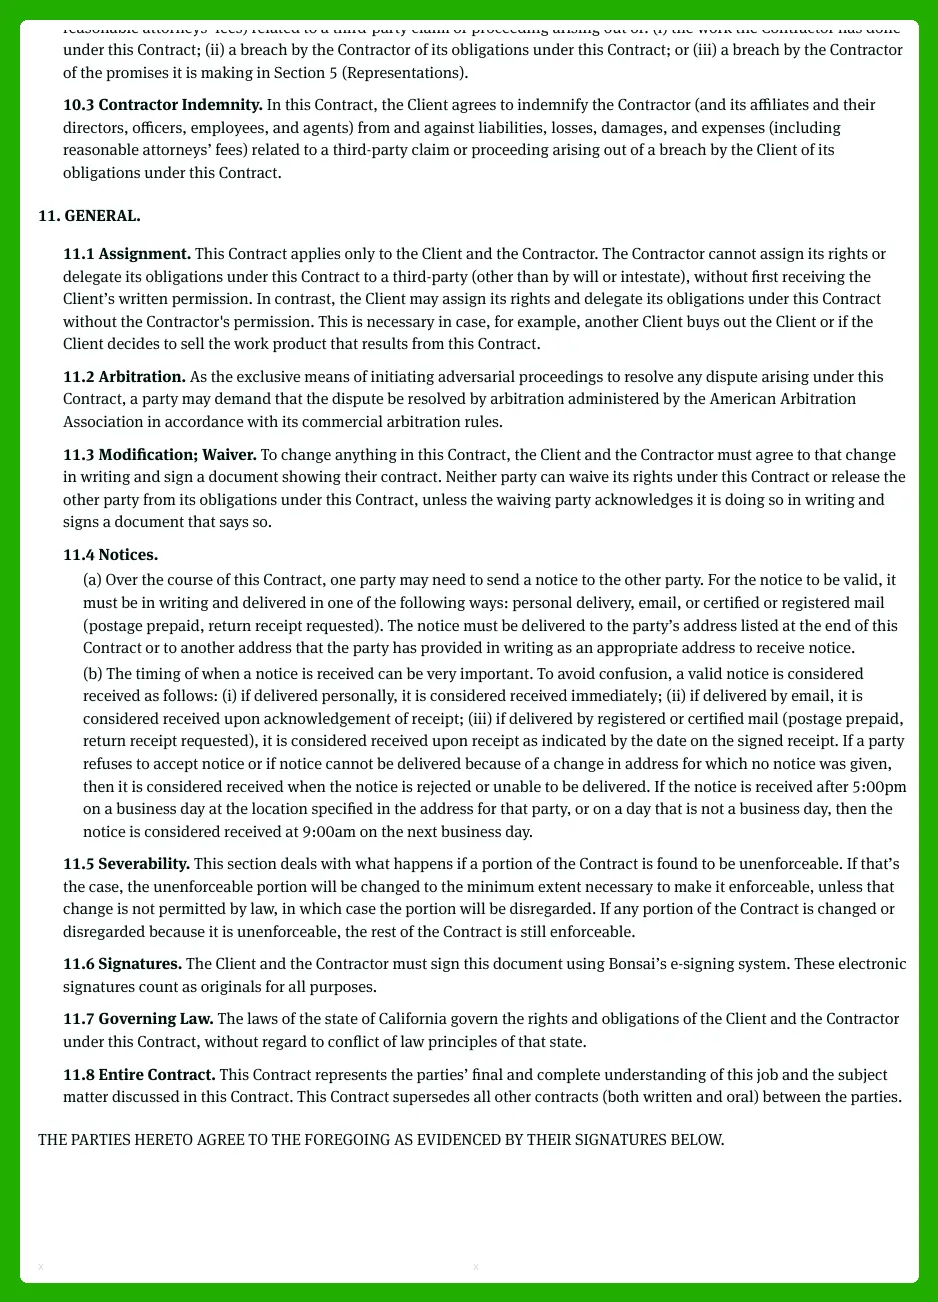 reasonable attorneys’ fees) related to a third-party claim or proceeding arising out of: (i) the work the Contractor has done
under this Contract; (ii) a breach by the Contractor of its obligations under this Contract; or (iii) a breach by the Contractor
of the promises it is making in Section 5 (Representations).
10.3 Contractor Indemnity. In this Contract, the Client agrees to indemnify the Contractor (and its affiliates and their
directors, officers, employees, and agents) from and against liabilities, losses, damages, and expenses (including
reasonable attorneys’ fees) related to a third-party claim or proceeding arising out of a breach by the Client of its
obligations under this Contract.
11. GENERAL.
11.1 Assignment. This Contract applies only to the Client and the Contractor. The Contractor cannot assign its rights or
delegate its obligations under this Contract to a third-party (other than by will or intestate), without first receiving the
Client’s written permission. In contrast, the Client may assign its rights and delegate its obligations under this Contract
without the Contractor's permission. This is necessary in case, for example, another Client buys out the Client or if the
Client decides to sell the work product that results from this Contract.
11.2 Arbitration. As the exclusive means of initiating adversarial proceedings to resolve any dispute arising under this
Contract, a party may demand that the dispute be resolved by arbitration administered by the American Arbitration
Association in accordance with its commercial arbitration rules.
11.3 Modification; Waiver. To change anything in this Contract, the Client and the Contractor must agree to that change
in writing and sign a document showing their contract. Neither party can waive its rights under this Contract or release the
other party from its obligations under this Contract, unless the waiving party acknowledges it is doing so in writing and
signs a document that says so.
11.4 Notices.
(a) Over the course of this Contract, one party may need to send a notice to the other party. For the notice to be valid, it
must be in writing and delivered in one of the following ways: personal delivery, email, or certified or registered mail
(postage prepaid, return receipt requested). The notice must be delivered to the party’s address listed at the end of this
Contract or to another address that the party has provided in writing as an appropriate address to receive notice.
(b) The timing of when a notice is received can be very important. To avoid confusion, a valid notice is considered
received as follows: (i) if delivered personally, it is considered received immediately; (ii) if delivered by email, it is
considered received upon acknowledgement of receipt; (iii) if delivered by registered or certified mail (postage prepaid,
return receipt requested), it is considered received upon receipt as indicated by the date on the signed receipt. If a party
refuses to accept notice or if notice cannot be delivered because of a change in address for which no notice was given,
then it is considered received when the notice is rejected or unable to be delivered. If the notice is received after 5:00pm
on a business day at the location specified in the address for that party, or on a day that is not a business day, then the
notice is considered received at 9:00am on the next business day.
11.5 Severability. This section deals with what happens if a portion of the Contract is found to be unenforceable. If that’s
the case, the unenforceable portion will be changed to the minimum extent necessary to make it enforceable, unless that
change is not permitted by law, in which case the portion will be disregarded. If any portion of the Contract is changed or
disregarded because it is unenforceable, the rest of the Contract is still enforceable.
11.6 Signatures. The Client and the Contractor must sign this document using Bonsai’s e-signing system. These electronic
signatures count as originals for all purposes.
11.7 Governing Law. The laws of the state of California govern the rights and obligations of the Client and the Contractor
under this Contract, without regard to conflict of law principles of that state.
11.8 Entire Contract. This Contract represents the parties’ final and complete understanding of this job and the subject
matter discussed in this Contract. This Contract supersedes all other contracts (both written and oral) between the parties.
THE PARTIES HERETO AGREE TO THE FOREGOING AS EVIDENCED BY THEIR SIGNATURES BELOW.
x x